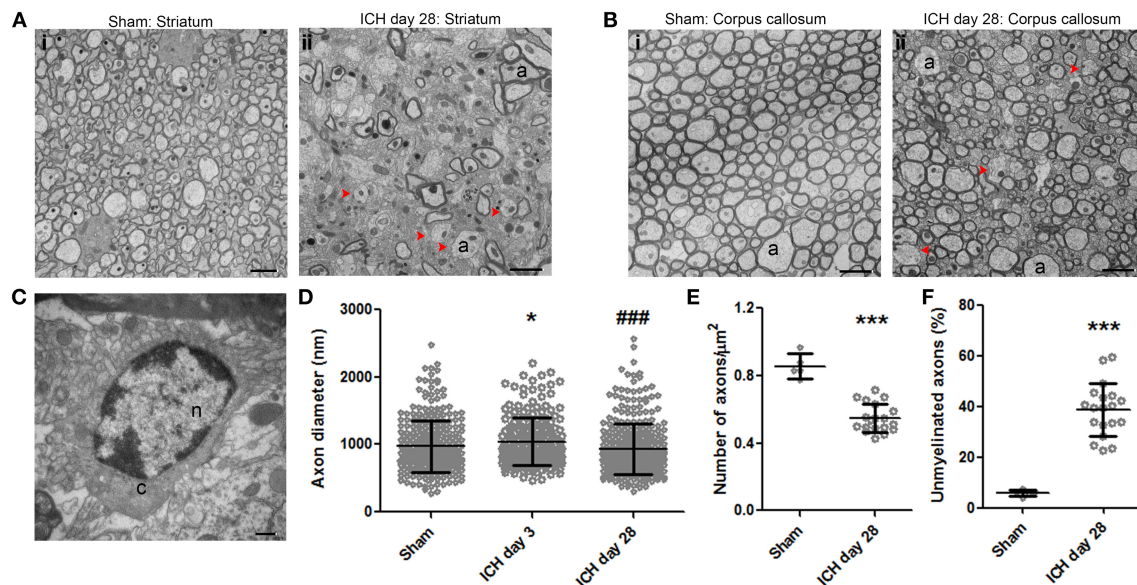 A
Sham: Striatum
ICH day 28: Striatum
i
ii
a
a
B
Sham: Corpus callosum
ICH day 28: Corpus callosum
i
ii
a
a
a
C
n
c
D
Axon diameter (nm)
3000
2000
1000
0
*
###
Sham
ICH day 3
ICH day 28
E
Number of axons/μm²
1.2
0.8
0.4
0.0
***
Sham
ICH day 28
F
Unmyelinated axons (%)
80
60
40
20
0
***
Sham
ICH day 28